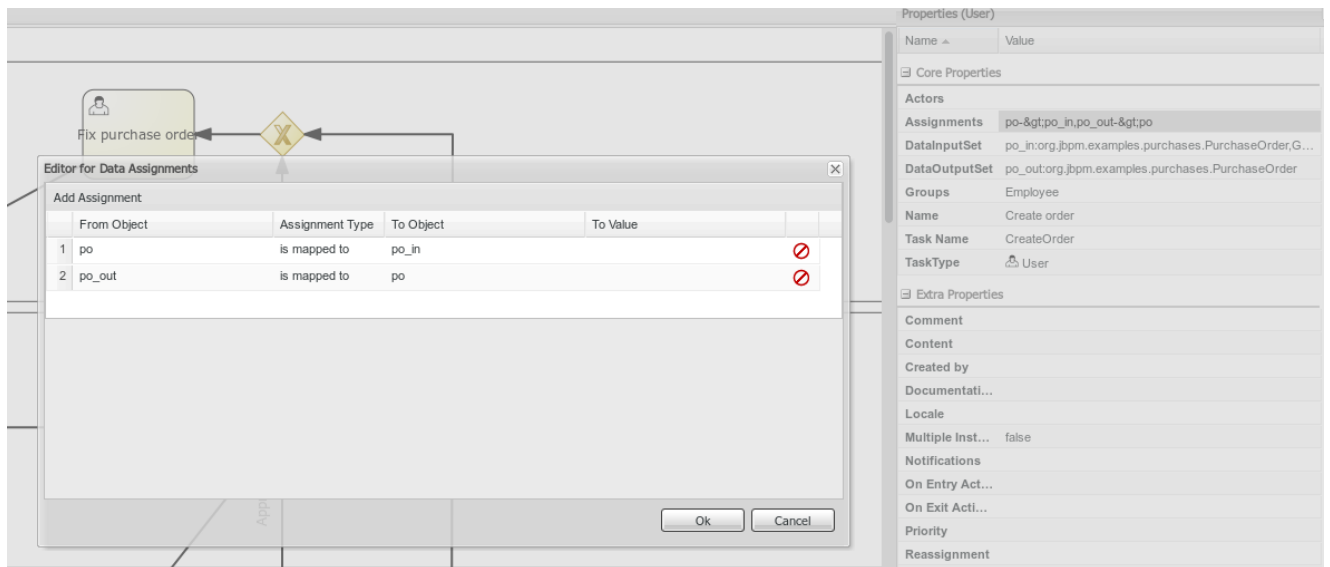 Properties (User)
Name Value
Core Properties
Actors
Assignments po-&gt;po_in,po_out-&gt;po
DataInputSet po_in:org.jbpm.examples.purchases.PurchaseOrder,G...
DataOutputSet po_out:org.jbpm.examples.purchases.PurchaseOrder
Groups Employee
Name Create order
Task Name CreateOrder
TaskType User
Extra Properties
Comment
Content
Created by
Documentati...
Locale
Multiple Inst... false
Notifications
On Entry Act...
On Exit Acti...
Priority
Reassignment
Fix purchase order
X
Editor for Data Assignments
Add Assignment
From Object Assignment Type To Object To Value
1 po is mapped to po_in
2 po_out is mapped to po
Ok Cancel